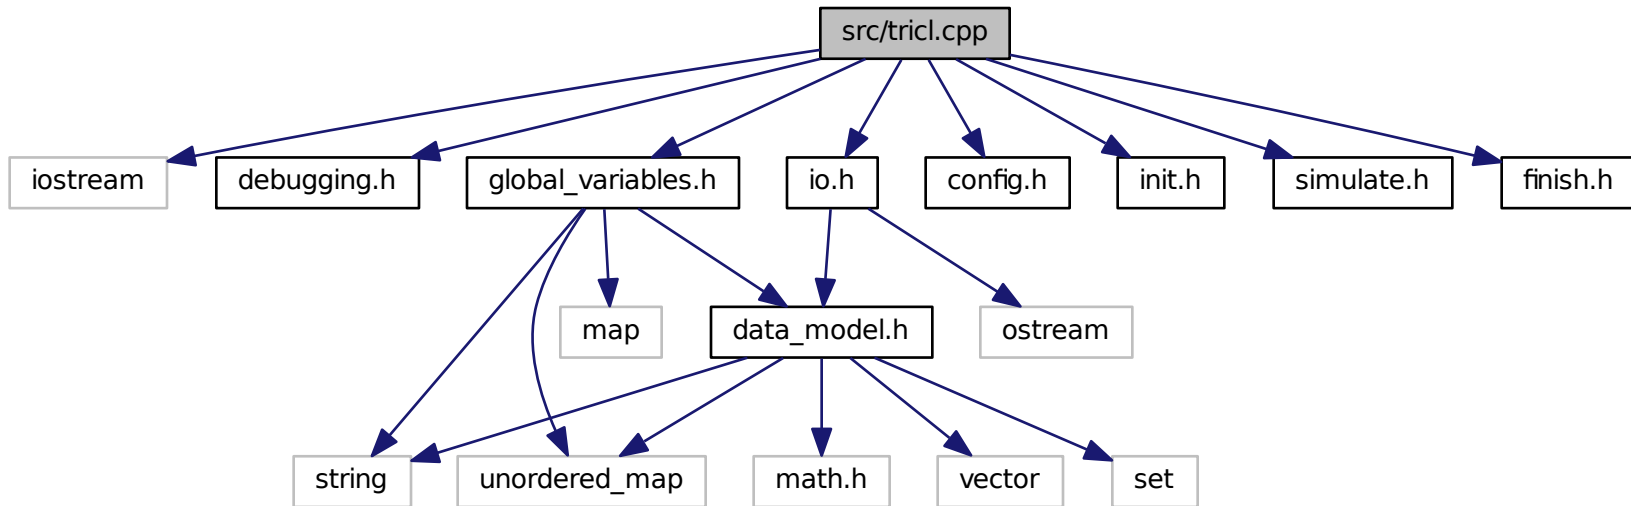 src/tricl.cpp
iostream
debugging.h
global_variables.h
io.h
config.h
init.h
simulate.h
finish.h
map
data_model.h
ostream
string
unordered_map
math.h
vector
set